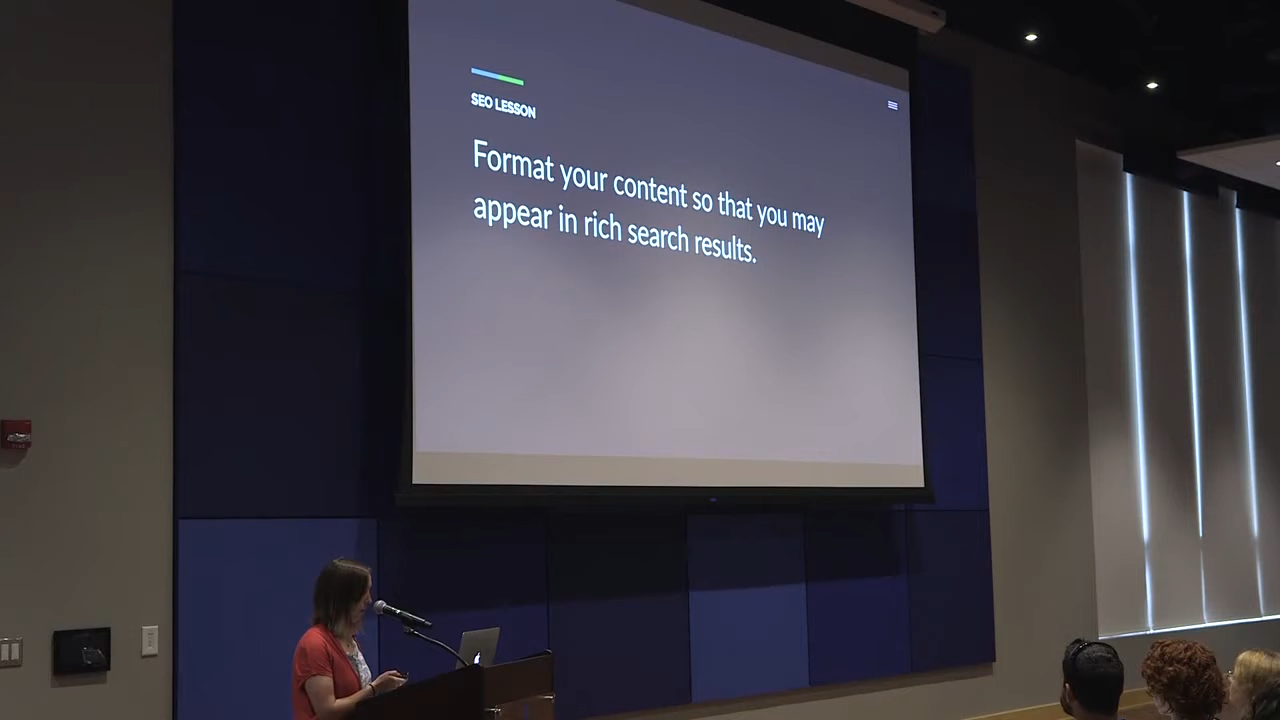 SEO LESSON
Format your content so that you may
appear in rich search results.